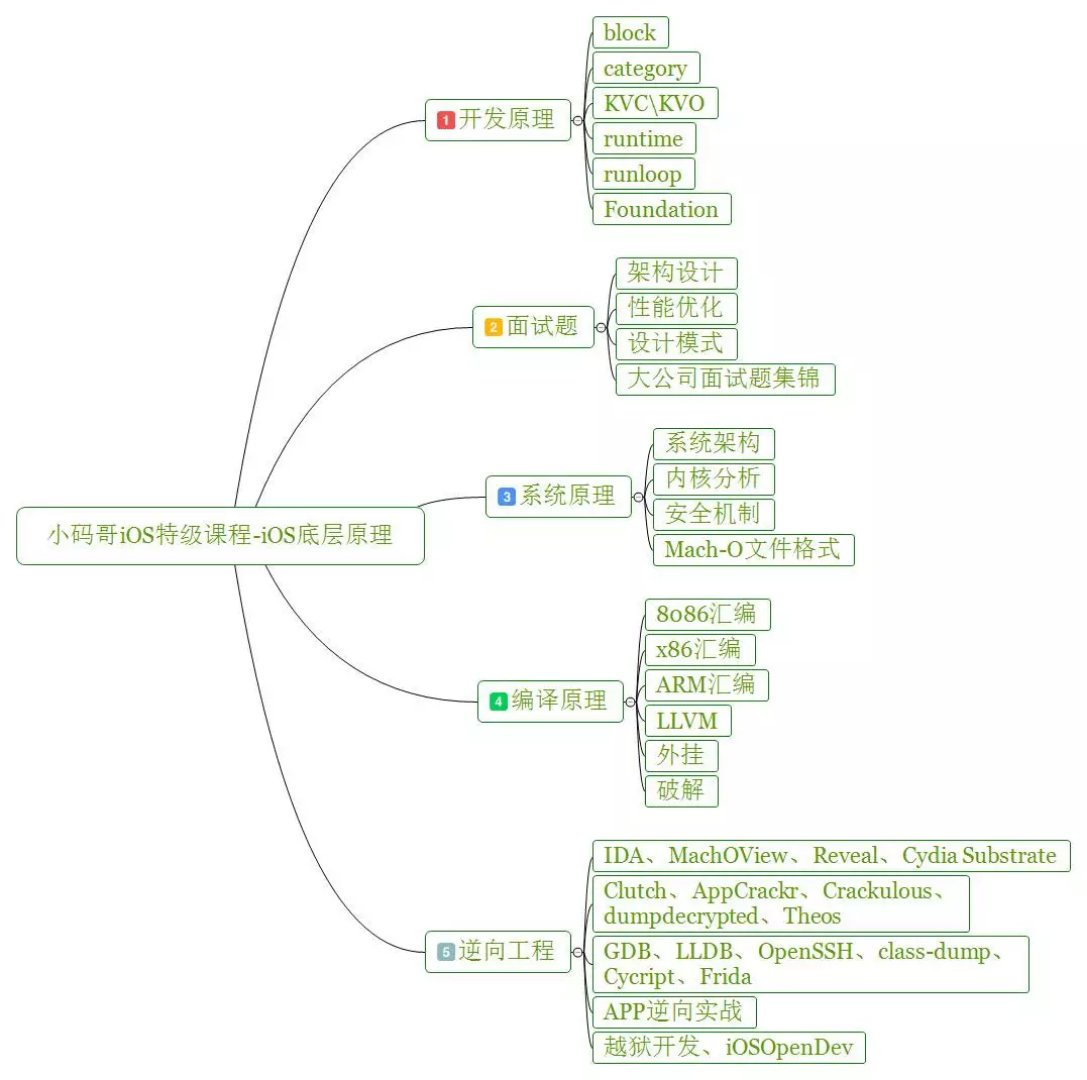 小码哥iOS特级课程-iOS底层原理
1 开发原理
block
category
KVC\KVO
runtime
runloop
Foundation
2 面试题
架构设计
性能优化
设计模式
大公司面试题集锦
3 系统原理
系统架构
内核分析
安全机制
Mach-O文件格式
4 编译原理
8086汇编
x86汇编
ARM汇编
LLVM
外挂
破解
5 逆向工程
IDA、MachOView、Reveal、Cydia Substrate
Clutch、AppCrackr、Crackulous、
dumpdecrypted、Theos
GDB、LLDB、OpenSSH、class-dump、
Cycript、Frida
APP逆向实战
越狱开发、iOSOpenDev